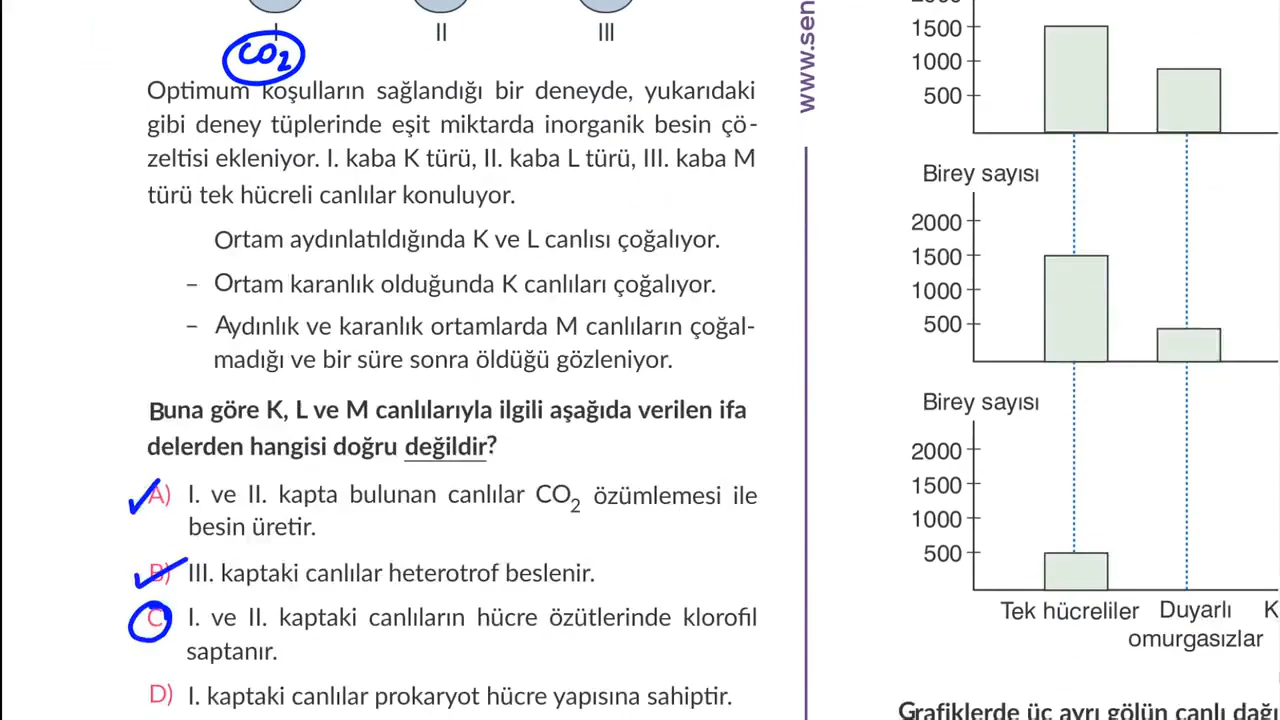 I
II
III
CO2
Optimum koşulların sağlandığı bir deneyde, yukarıdaki
gibi deney tüplerinde eşit miktarda inorganik besin çö-
zeltisi ekleniyor. I. kaba K türü, II. kaba L türü, III. kaba M
türü tek hücreli canlılar konuluyor.
Ortam aydınlatıldığında K ve L canlısı çoğalıyor.
– Ortam karanlık olduğunda K canlıları çoğalıyor.
– Aydınlık ve karanlık ortamlarda M canlıların çoğal-
madığı ve bir süre sonra öldüğü gözleniyor.
Buna göre K, L ve M canlılarıyla ilgili aşağıda verilen ifa
delerden hangisi doğru değildir?
A) I. ve II. kapta bulunan canlılar CO2 özümlemesi ile
besin üretir.
B) III. kaptaki canlılar heterotrof beslenir.
C) I. ve II. kaptaki canlıların hücre özütlerinde klorofil
saptanır.
D) I. kaptaki canlılar prokaryot hücre yapısına sahiptir.
www.sen
2000
1500
1000
500
Birey sayısı
2000
1500
1000
500
Birey sayısı
2000
1500
1000
500
Tek hücreliler Duyarlı K
omurgasızlar
Grafiklerde üç ayrı gölün canlı dağı